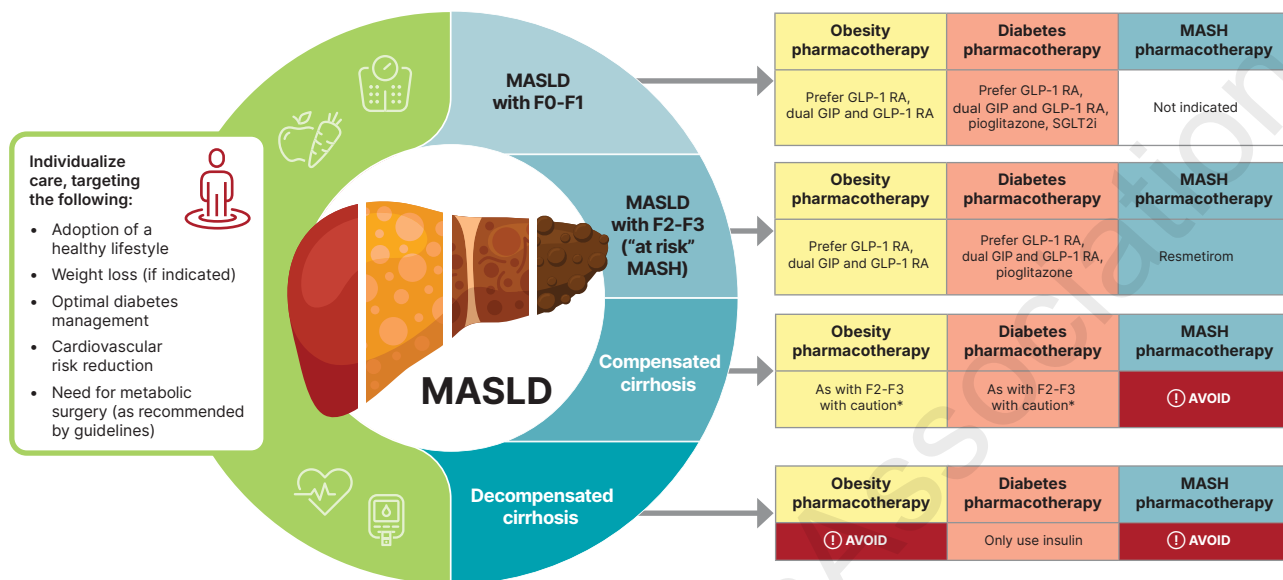 Individualize
care, targeting
the following:
• Adoption of a
healthy lifestyle
• Weight loss (if indicated)
• Optimal diabetes
management
• Cardiovascular
risk reduction
• Need for metabolic
surgery (as recommended
by guidelines)
MASLD
MASLD
with F0-F1
MASLD
with F2-F3
(“at risk”
MASH)
Compensated
cirrhosis
Decompensated
cirrhosis
Obesity
pharmacotherapy
Diabetes
pharmacotherapy
MASH
pharmacotherapy
Prefer GLP-1 RA,
dual GIP and GLP-1 RA
Prefer GLP-1 RA,
dual GIP and GLP-1 RA,
pioglitazone, SGLT2i
Not indicated
Obesity
pharmacotherapy
Diabetes
pharmacotherapy
MASH
pharmacotherapy
Prefer GLP-1 RA,
dual GIP and GLP-1 RA
Prefer GLP-1 RA,
dual GIP and GLP-1 RA,
pioglitazone
Resmetirom
Obesity
pharmacotherapy
Diabetes
pharmacotherapy
MASH
pharmacotherapy
As with F2-F3
with caution*
As with F2-F3
with caution*
! AVOID
Obesity
pharmacotherapy
Diabetes
pharmacotherapy
MASH
pharmacotherapy
! AVOID
Only use insulin
! AVOID
Association